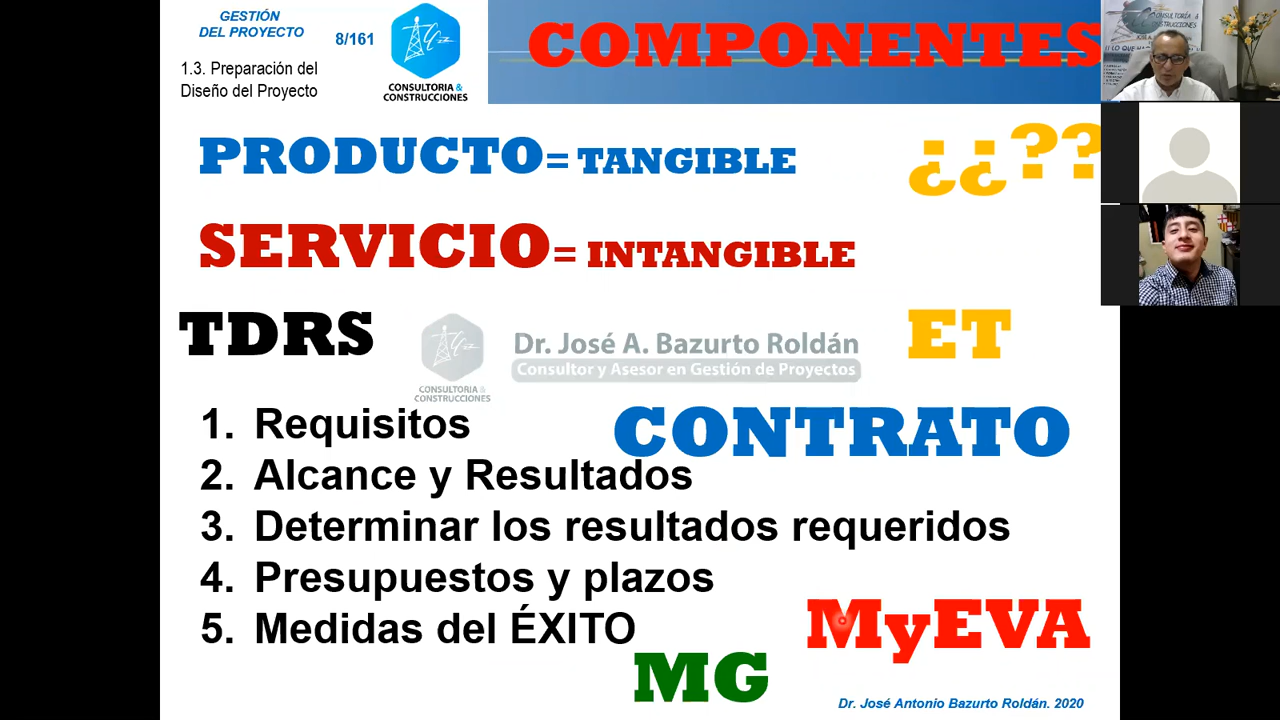 GESTIÓN
DEL PROYECTO
8/161
1.3. Preparación del
Diseño del Proyecto
CONSULTORIA &
CONSTRUCCIONES
COMPONENTES
CONSULTORÍA
CONSTRUCCIONES
PRODUCTO= TANGIBLE
¿¿??
SERVICIO= INTANGIBLE
TDRS
ET
CONSULTORIA &
CONSTRUCCIONES
Dr. José A. Bazurto Roldán
Consultor y Asesor en Gestión de Proyectos
CONTRATO
1. Requisitos
2. Alcance y Resultados
3. Determinar los resultados requeridos
4. Presupuestos y plazos
5. Medidas del ÉXITO
MyEVA
MG
Dr. José Antonio Bazurto Roldán. 2020